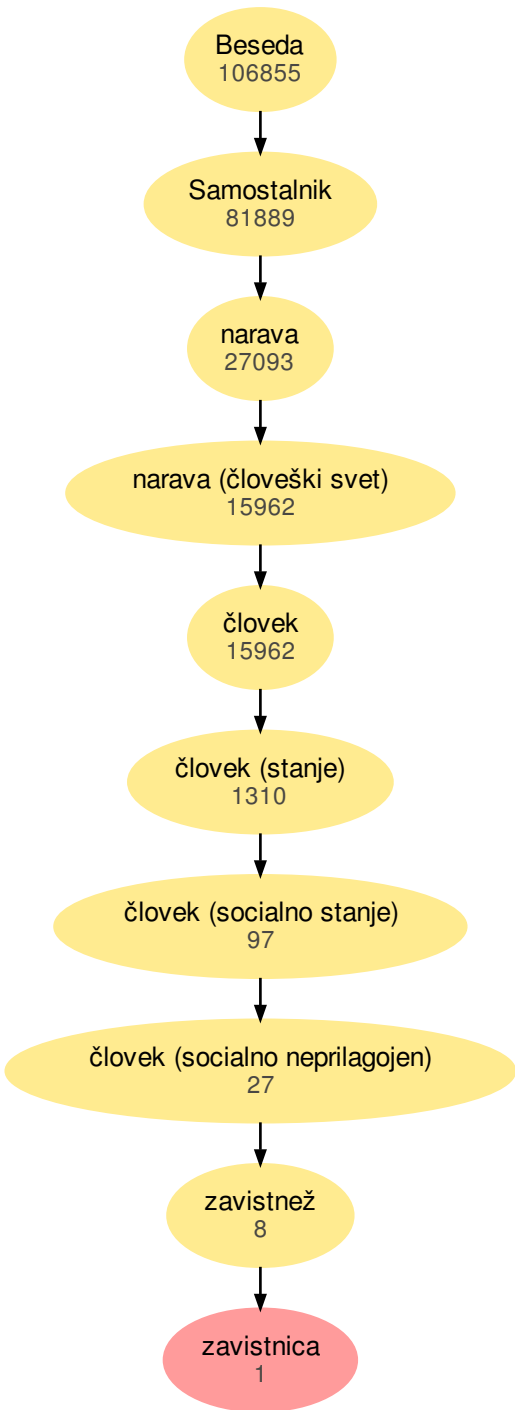 Beseda
106855
Samostalnik
81889
narava
27093
narava (človeški svet)
15962
človek
15962
človek (stanje)
1310
človek (socialno stanje)
97
človek (socialno neprilagojen)
27
zavistnež
8
zavistnica
1